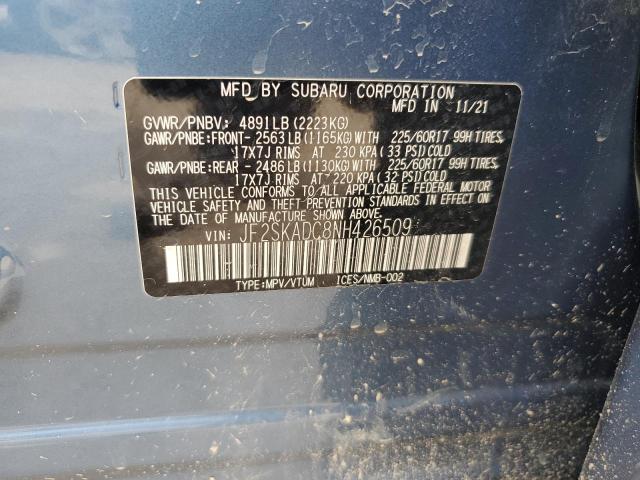 MFD BY SUBARU CORPORATION
MFD IN 11/21
GVWR/PNBV: 4891LB(2223KG)
GAWR/PNBE:FRONT- 2563LB(1165KG)WITH 225/60R17 99H TIRES,
17X7J RIMS AT 230 KPA(33 PSI)COLD
GAWR/PNBE:REAR - 2486LB(1130KG)WITH 225/60R17 99H TIRES,
17X7J RIMS AT 220 KPA(32 PSI)COLD
THIS VEHICLE CONFORMS TO ALL APPLICABLE FEDERAL MOTOR
VEHICLE SAFETY AND THEFT PREVENTION STANDARDS IN EFFECT ON
THE DATE OF MANUFACTURE SHOWN ABOVE.
VIN: JF2SKADC8NH426509
TYPE:MPV/VTUM ICES/NMB-002